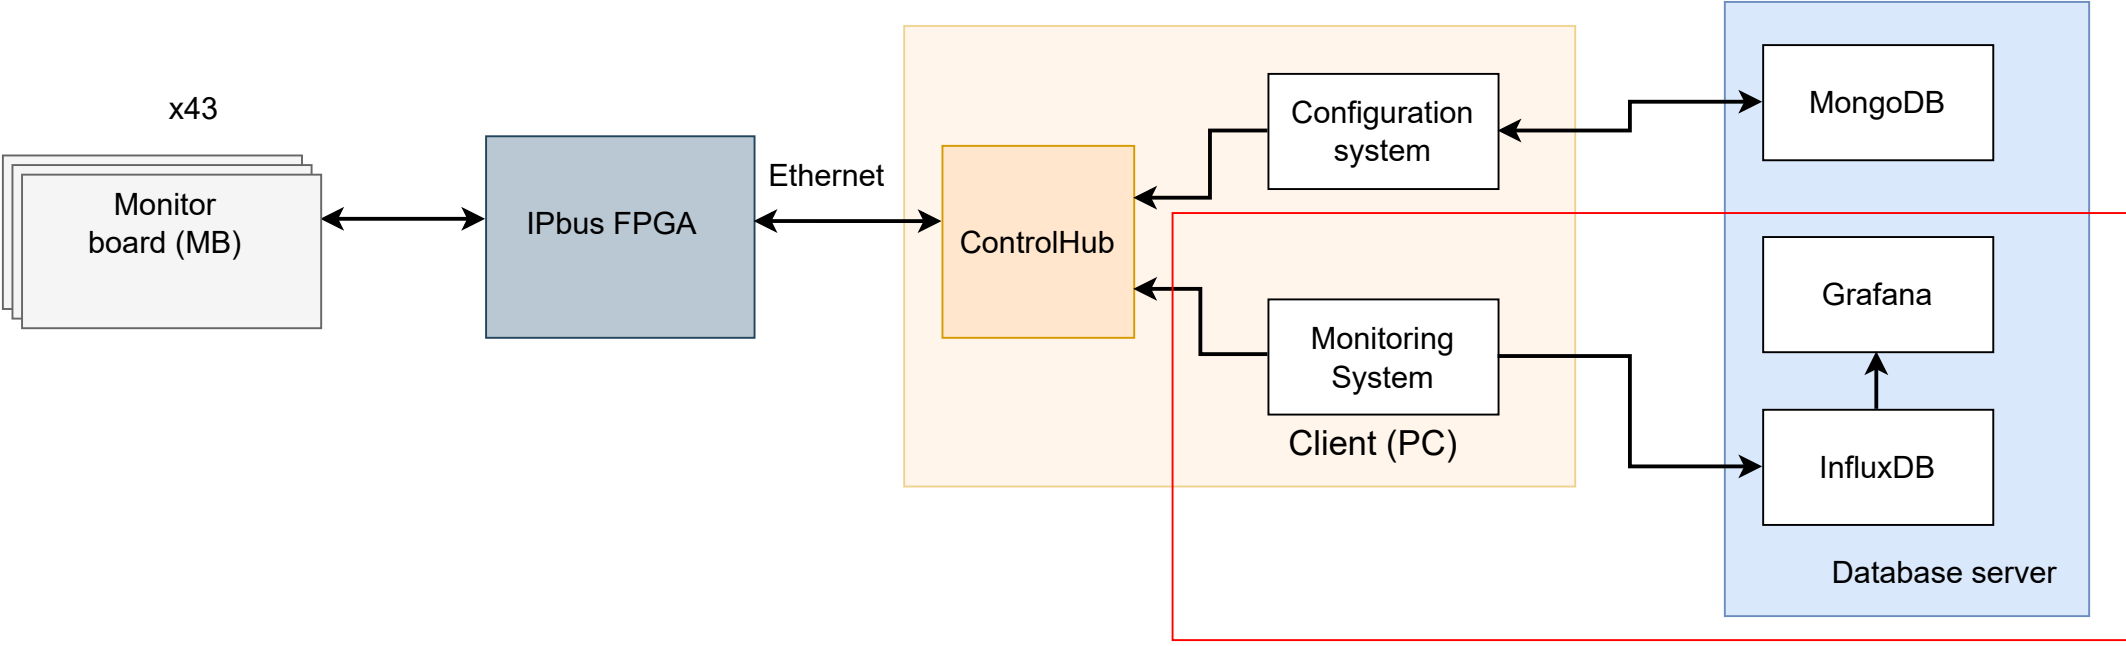 x43
Monitor
board (MB)
IPbus FPGA
Ethernet
ControlHub
Configuration
system
Monitoring
System
Client (PC)
MongoDB
Grafana
InfluxDB
Database server